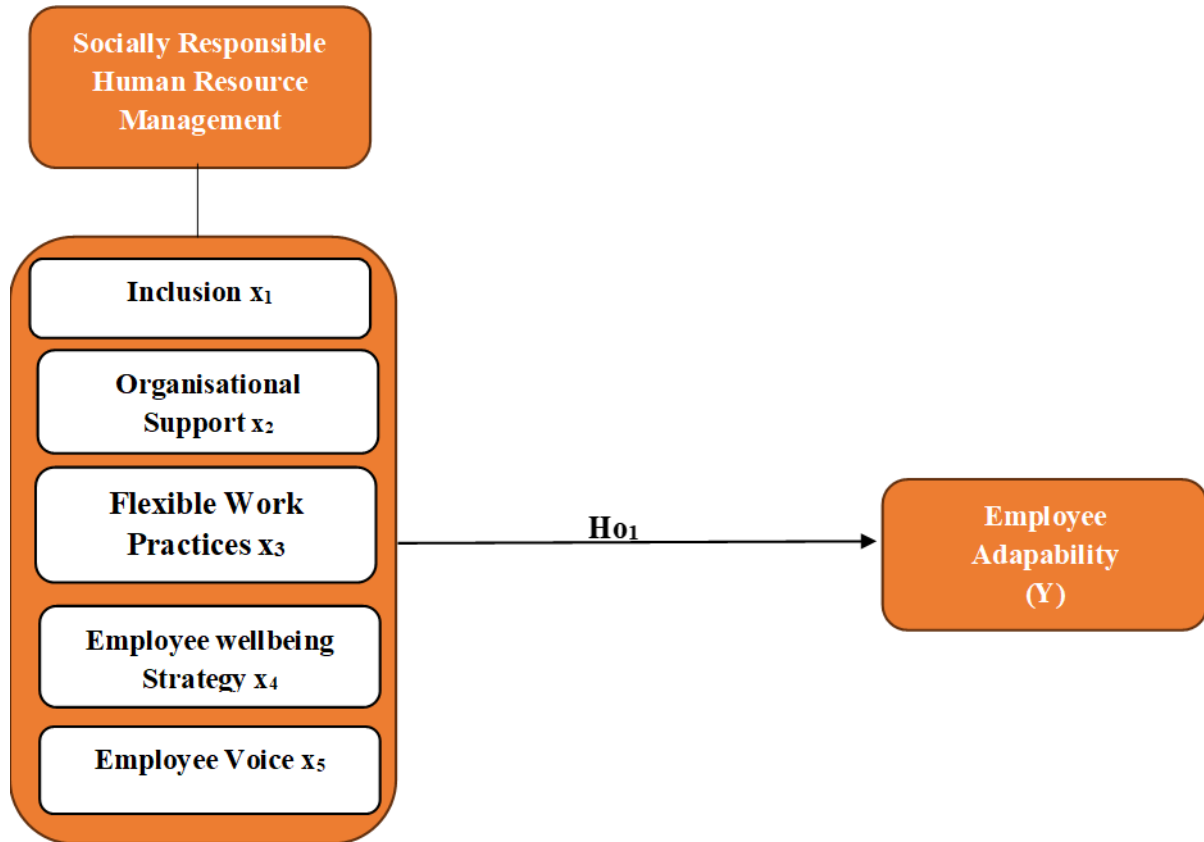 Socially Responsible
Human Resource
Management
Inclusion x₁
Organisational
Support x₂
Flexible Work
Practices x₃
Employee wellbeing
Strategy x₄
Employee Voice x₅
Ho₁
Employee
Adapability
(Y)